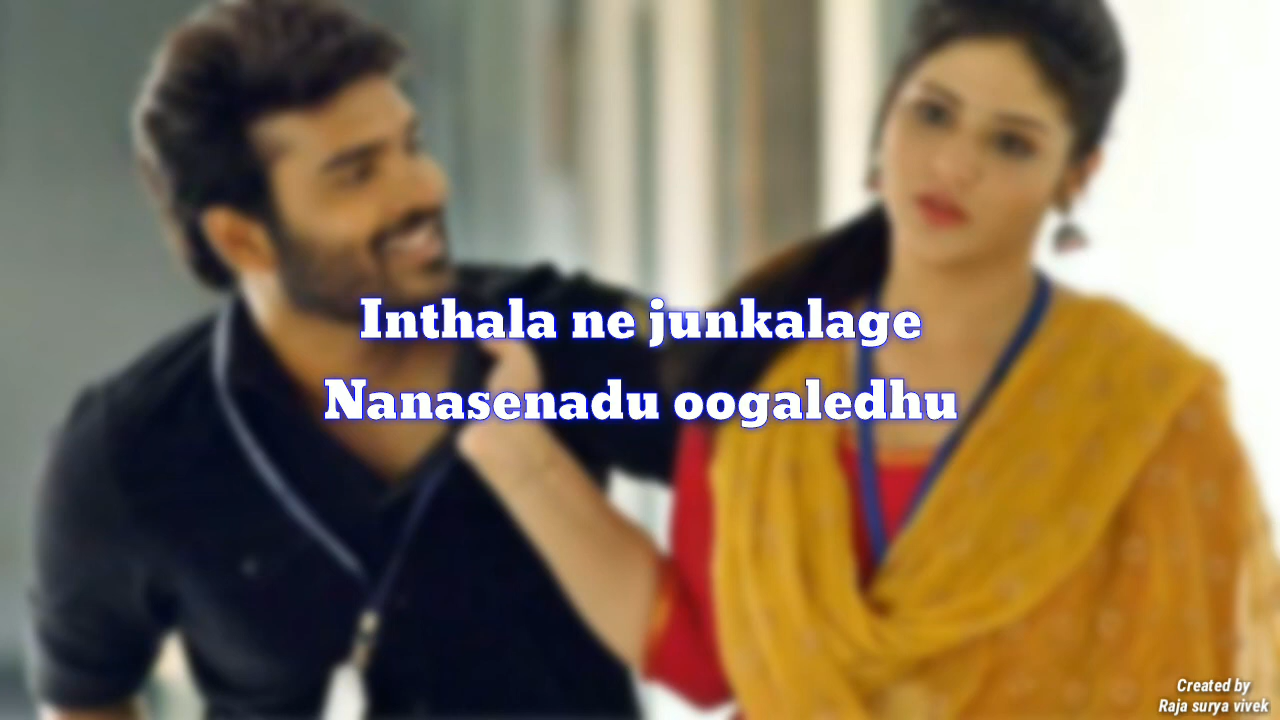 Inthala ne junkalage
Nanasenadu oogaledhu
Created by
Raja surya vivek